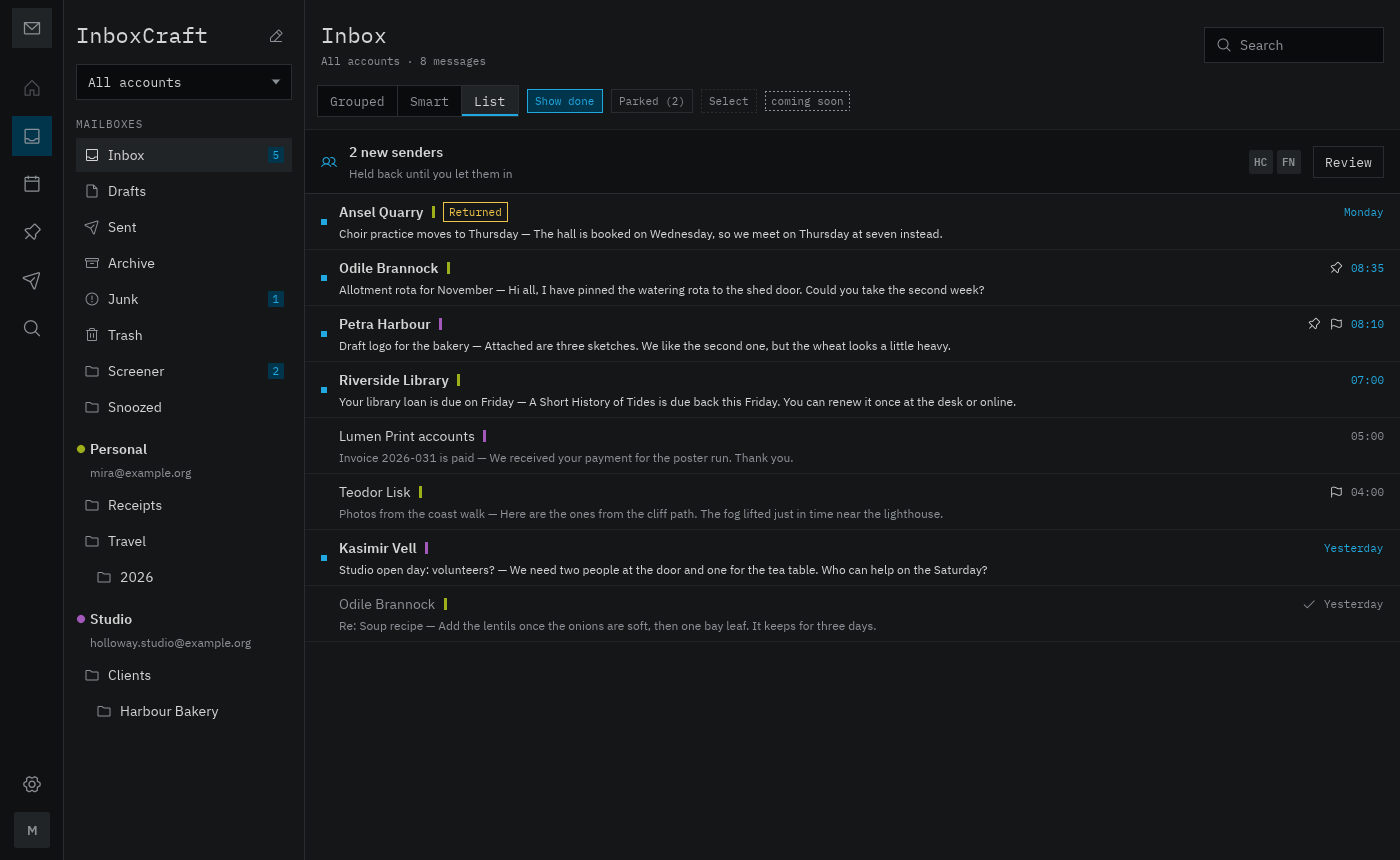 InboxCraft
All accounts
MAILBOXES
Inbox 5
Drafts
Sent
Archive
Junk 1
Trash
Screener 2
Snoozed
Personal
mira@example.org
Receipts
Travel
2026
Studio
holloway.studio@example.org
Clients
Harbour Bakery
M
Inbox
All accounts · 8 messages
Search
Grouped Smart List Show done Parked (2) Select coming soon
2 new senders
Held back until you let them in
HC FN Review
Ansel Quarry Returned Monday
Choir practice moves to Thursday — The hall is booked on Wednesday, so we meet on Thursday at seven instead.
Odile Brannock 08:35
Allotment rota for November — Hi all, I have pinned the watering rota to the shed door. Could you take the second week?
Petra Harbour 08:10
Draft logo for the bakery — Attached are three sketches. We like the second one, but the wheat looks a little heavy.
Riverside Library 07:00
Your library loan is due on Friday — A Short History of Tides is due back this Friday. You can renew it once at the desk or online.
Lumen Print accounts 05:00
Invoice 2026-031 is paid — We received your payment for the poster run. Thank you.
Teodor Lisk 04:00
Photos from the coast walk — Here are the ones from the cliff path. The fog lifted just in time near the lighthouse.
Kasimir Vell Yesterday
Studio open day: volunteers? — We need two people at the door and one for the tea table. Who can help on the Saturday?
Odile Brannock Yesterday
Re: Soup recipe — Add the lentils once the onions are soft, then one bay leaf. It keeps for three days.